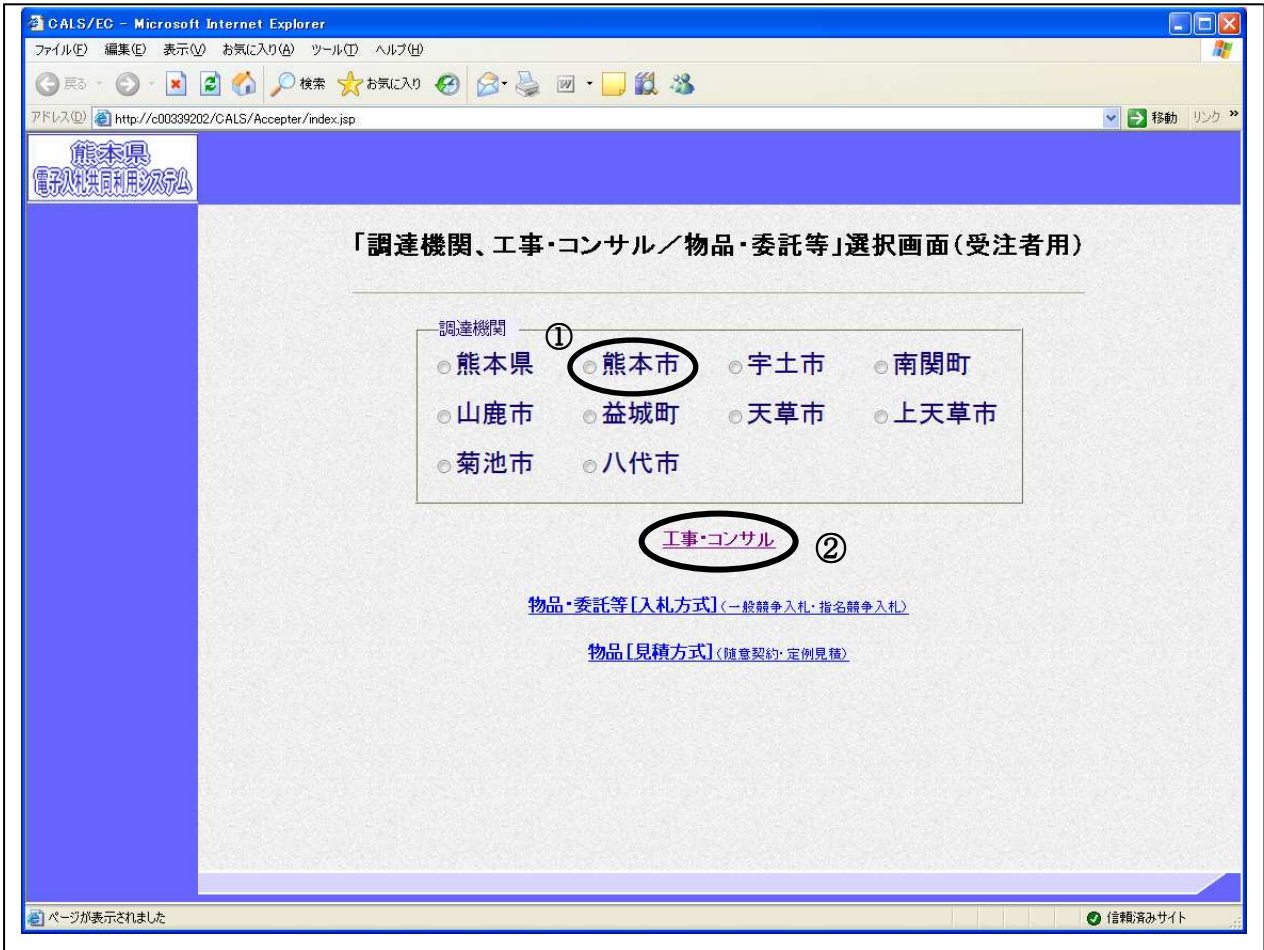 CALS/EC - Microsoft Internet Explorer
ファイル(F) 編集(E) 表示(V) お気に入り(A) ツール(T) ヘルプ(H)
戻る 検索 お気に入り
アドレス(D) http://c00339202/CALS/Accepter/index.jsp 移動 リンク »
熊本県
電子入札共同利用システム
「調達機関、工事・コンサル／物品・委託等」選択画面(受注者用)
調達機関 ①
熊本県 熊本市 宇土市 南関町
山鹿市 益城町 天草市 上天草市
菊池市 八代市
工事・コンサル ②
物品・委託等[入札方式](一般競争入札・指名競争入札)
物品[見積方式](随意契約・定例見積)
ページが表示されました 信頼済みサイト